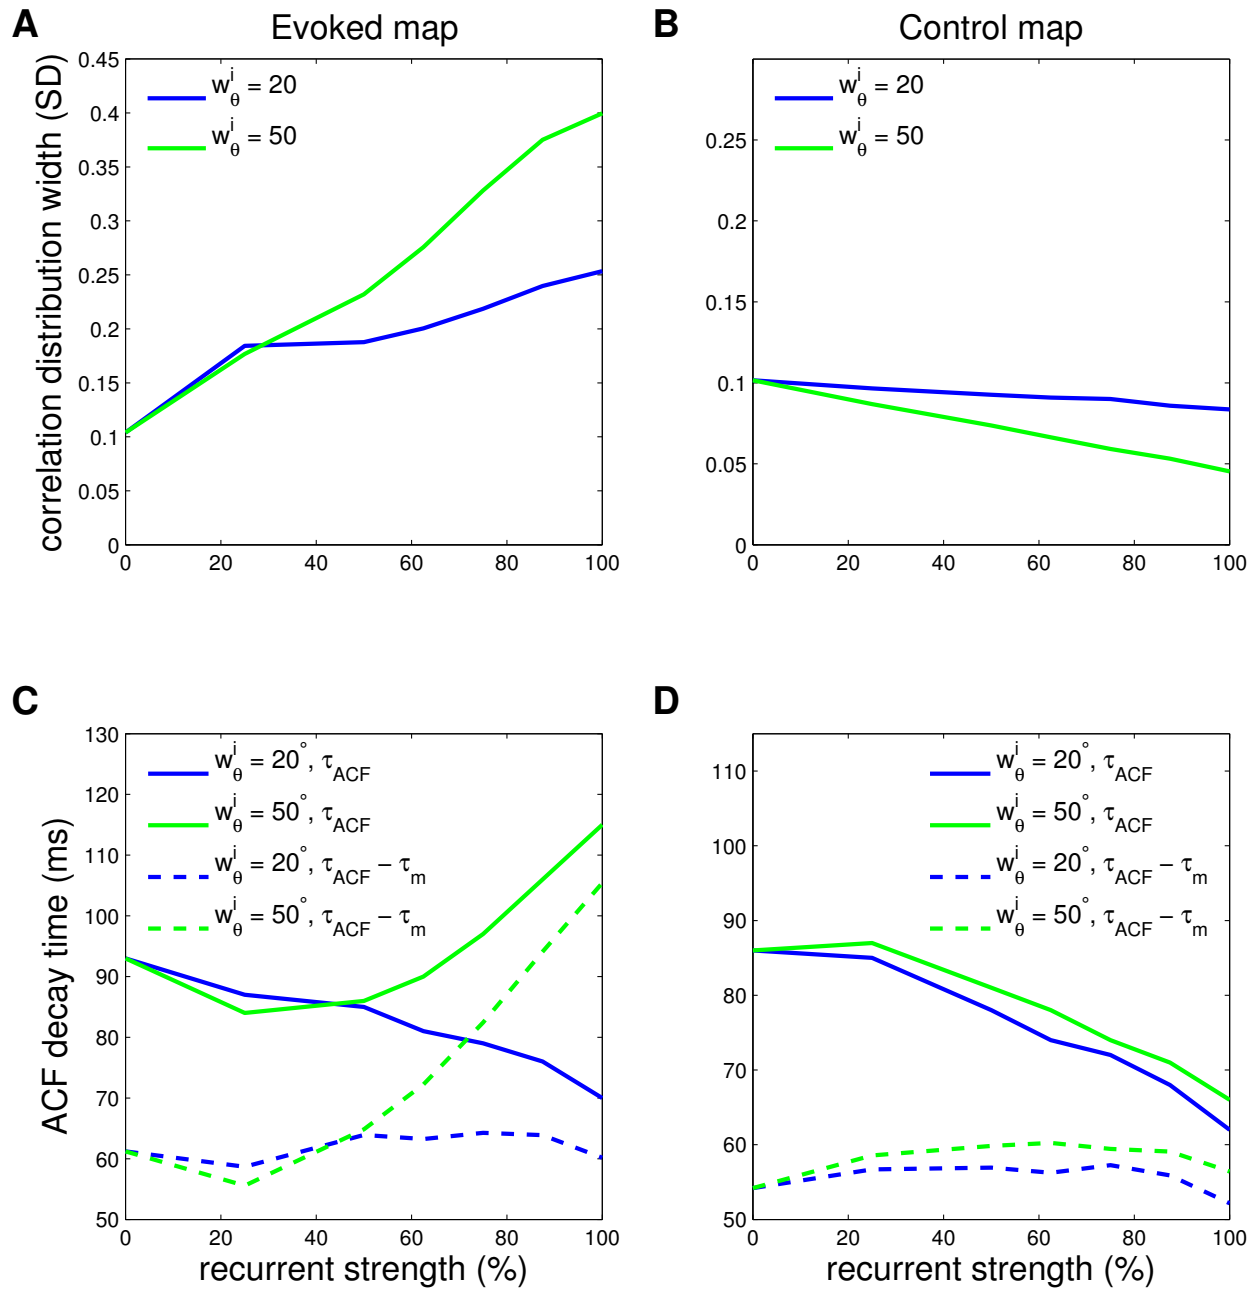 A
Evoked map
B
Control map
correlation distribution width (SD)
0.45
0.4
0.35
0.3
0.25
0.2
0.15
0.1
0.05
0
0 20 40 60 80 100
w^i_θ = 20
w^i_θ = 50
0.25
0.2
0.15
0.1
0.05
0
0 20 40 60 80 100
w^i_θ = 20
w^i_θ = 50
C
ACF decay time (ms)
130
120
110
100
90
80
70
60
50
0 20 40 60 80 100
w^i_θ = 20°, τ_ACF
w^i_θ = 50°, τ_ACF
w^i_θ = 20°, τ_ACF − τ_m
w^i_θ = 50°, τ_ACF − τ_m
recurrent strength (%)
D
110
100
90
80
70
60
50
0 20 40 60 80 100
w^i_θ = 20°, τ_ACF
w^i_θ = 50°, τ_ACF
w^i_θ = 20°, τ_ACF − τ_m
w^i_θ = 50°, τ_ACF − τ_m
recurrent strength (%)